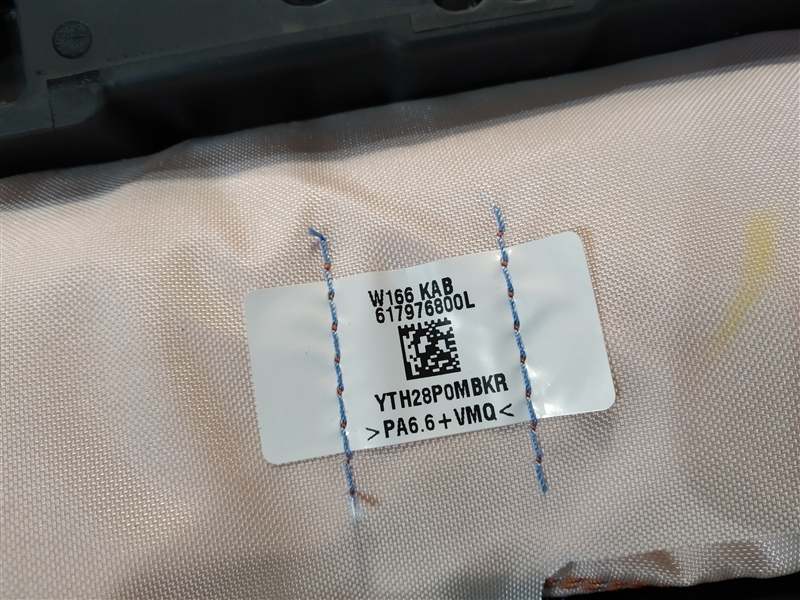 W166 KAB
617976800L
YTH28P0MBKR
>PA6.6+VMQ<